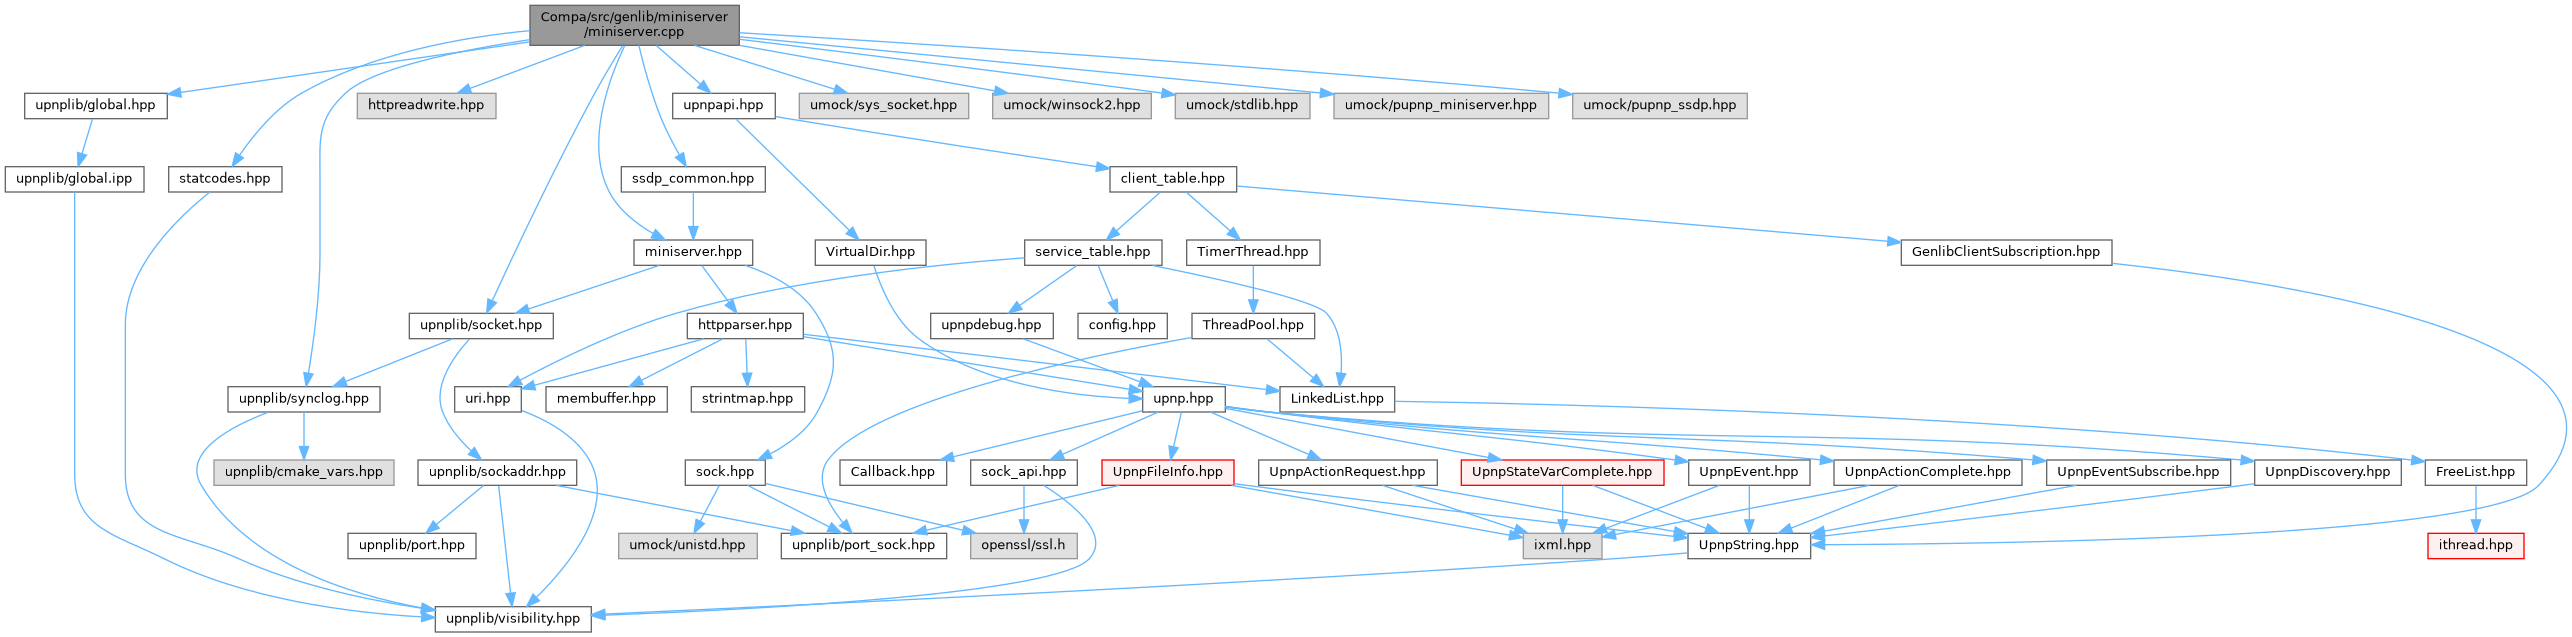 Compa/src/genlib/miniserver
/miniserver.cpp
upnplib/global.hpp
httpreadwrite.hpp
upnpapi.hpp
umock/sys_socket.hpp
umock/winsock2.hpp
umock/stdlib.hpp
umock/pupnp_miniserver.hpp
umock/pupnp_ssdp.hpp
upnplib/global.ipp
statcodes.hpp
ssdp_common.hpp
client_table.hpp
miniserver.hpp
VirtualDir.hpp
service_table.hpp
TimerThread.hpp
GenlibClientSubscription.hpp
upnplib/socket.hpp
httpparser.hpp
upnpdebug.hpp
config.hpp
ThreadPool.hpp
upnplib/synclog.hpp
uri.hpp
membuffer.hpp
strintmap.hpp
upnp.hpp
LinkedList.hpp
upnplib/cmake_vars.hpp
upnplib/sockaddr.hpp
sock.hpp
Callback.hpp
sock_api.hpp
UpnpFileInfo.hpp
UpnpActionRequest.hpp
UpnpStateVarComplete.hpp
UpnpEvent.hpp
UpnpActionComplete.hpp
UpnpEventSubscribe.hpp
UpnpDiscovery.hpp
FreeList.hpp
upnplib/port.hpp
umock/unistd.hpp
upnplib/port_sock.hpp
openssl/ssl.h
ixml.hpp
UpnpString.hpp
ithread.hpp
upnplib/visibility.hpp